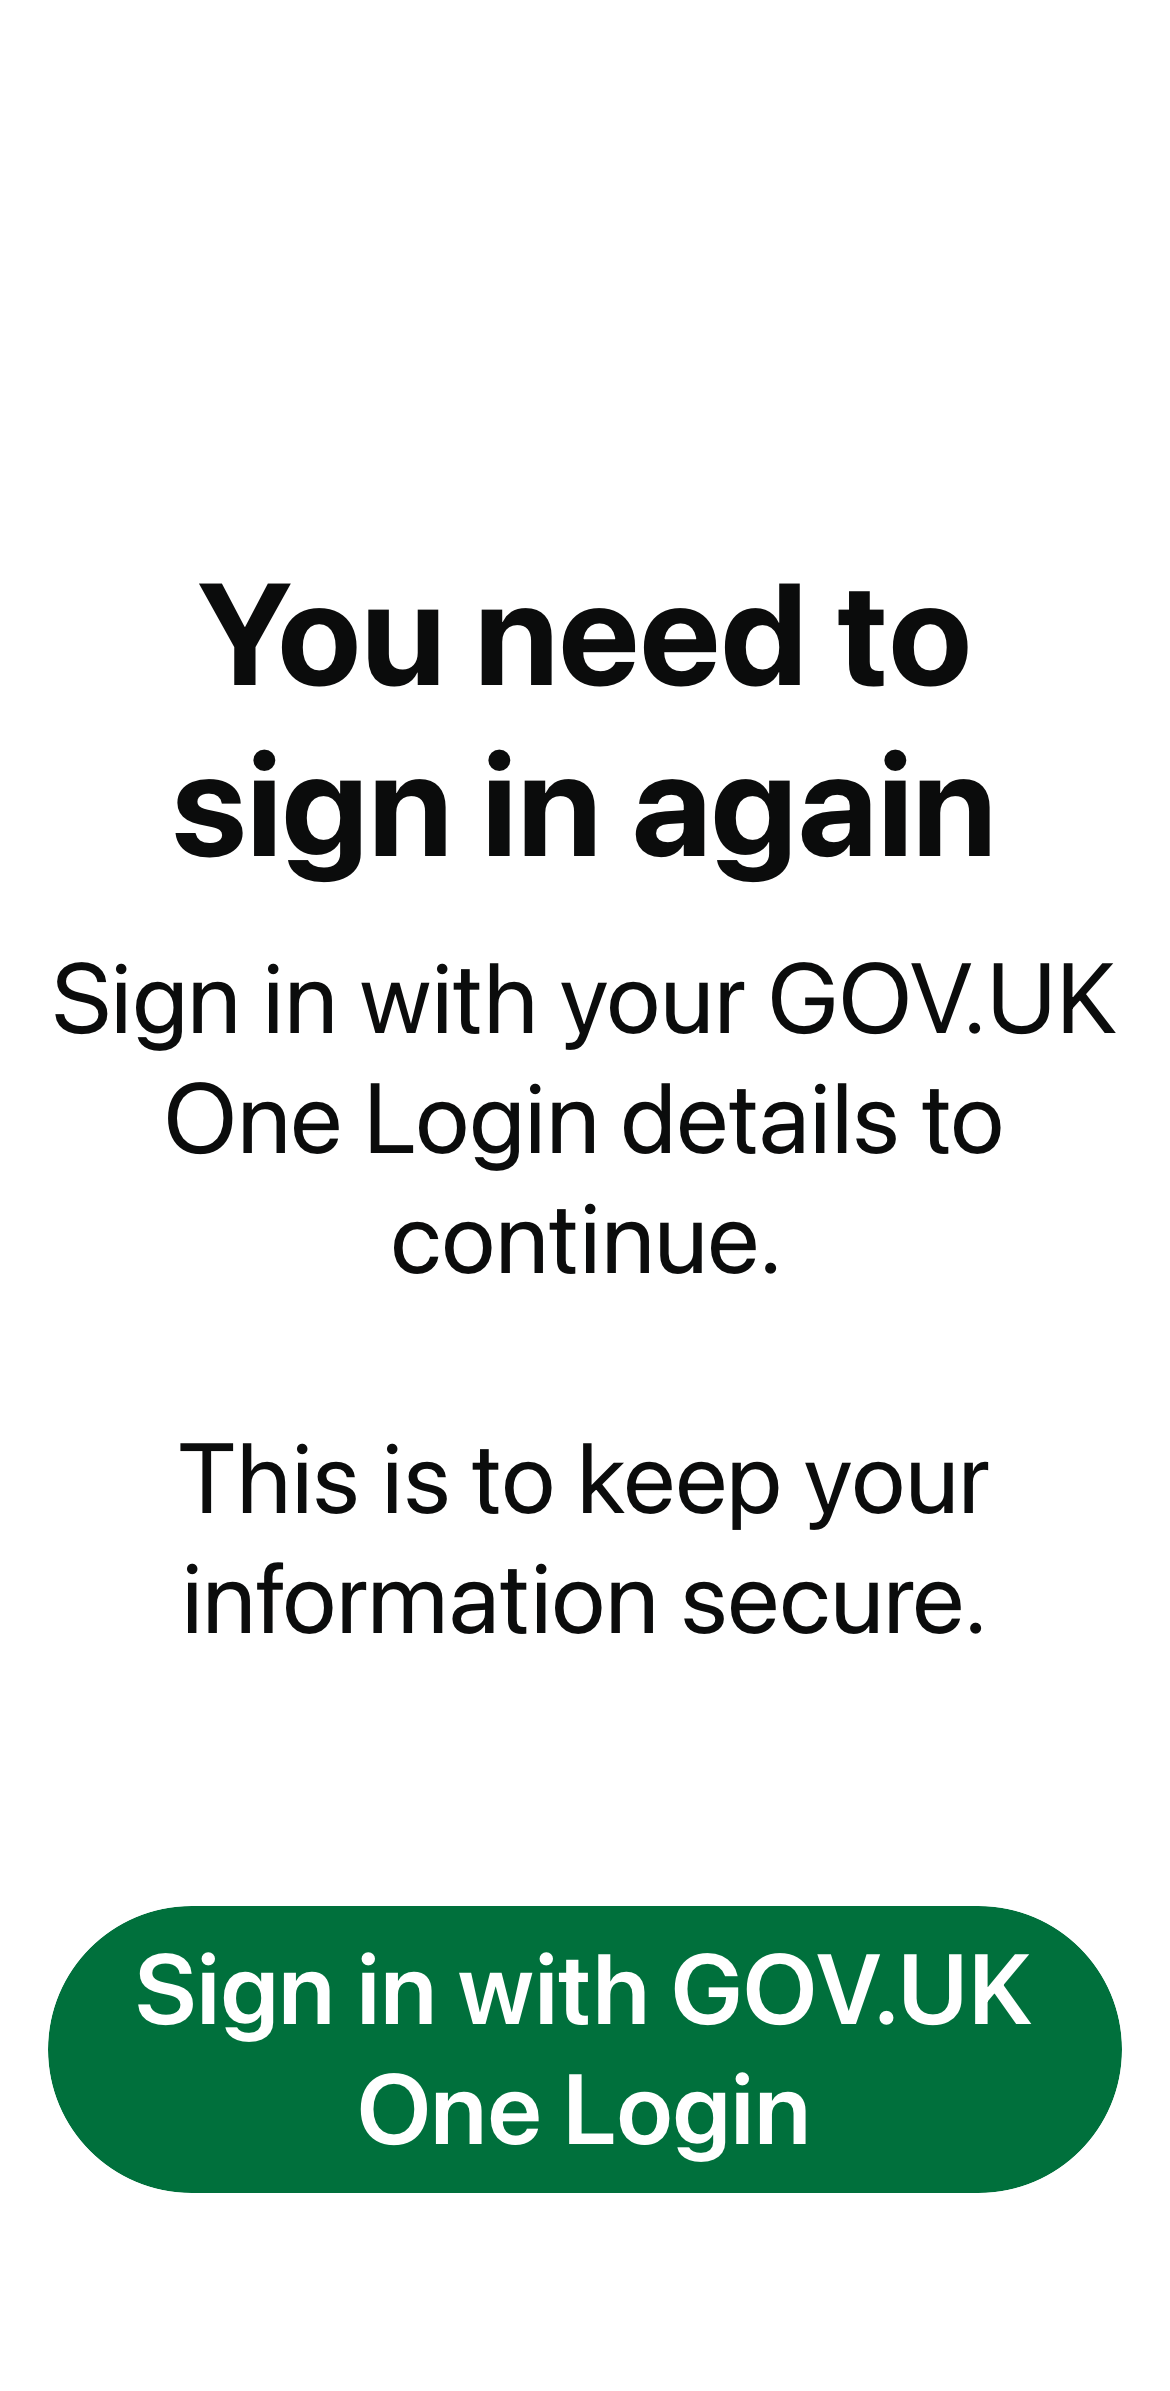 You need to
sign in again
Sign in with your GOV.UK
One Login details to
continue.
This is to keep your
information secure.
Sign in with GOV.UK
One Login